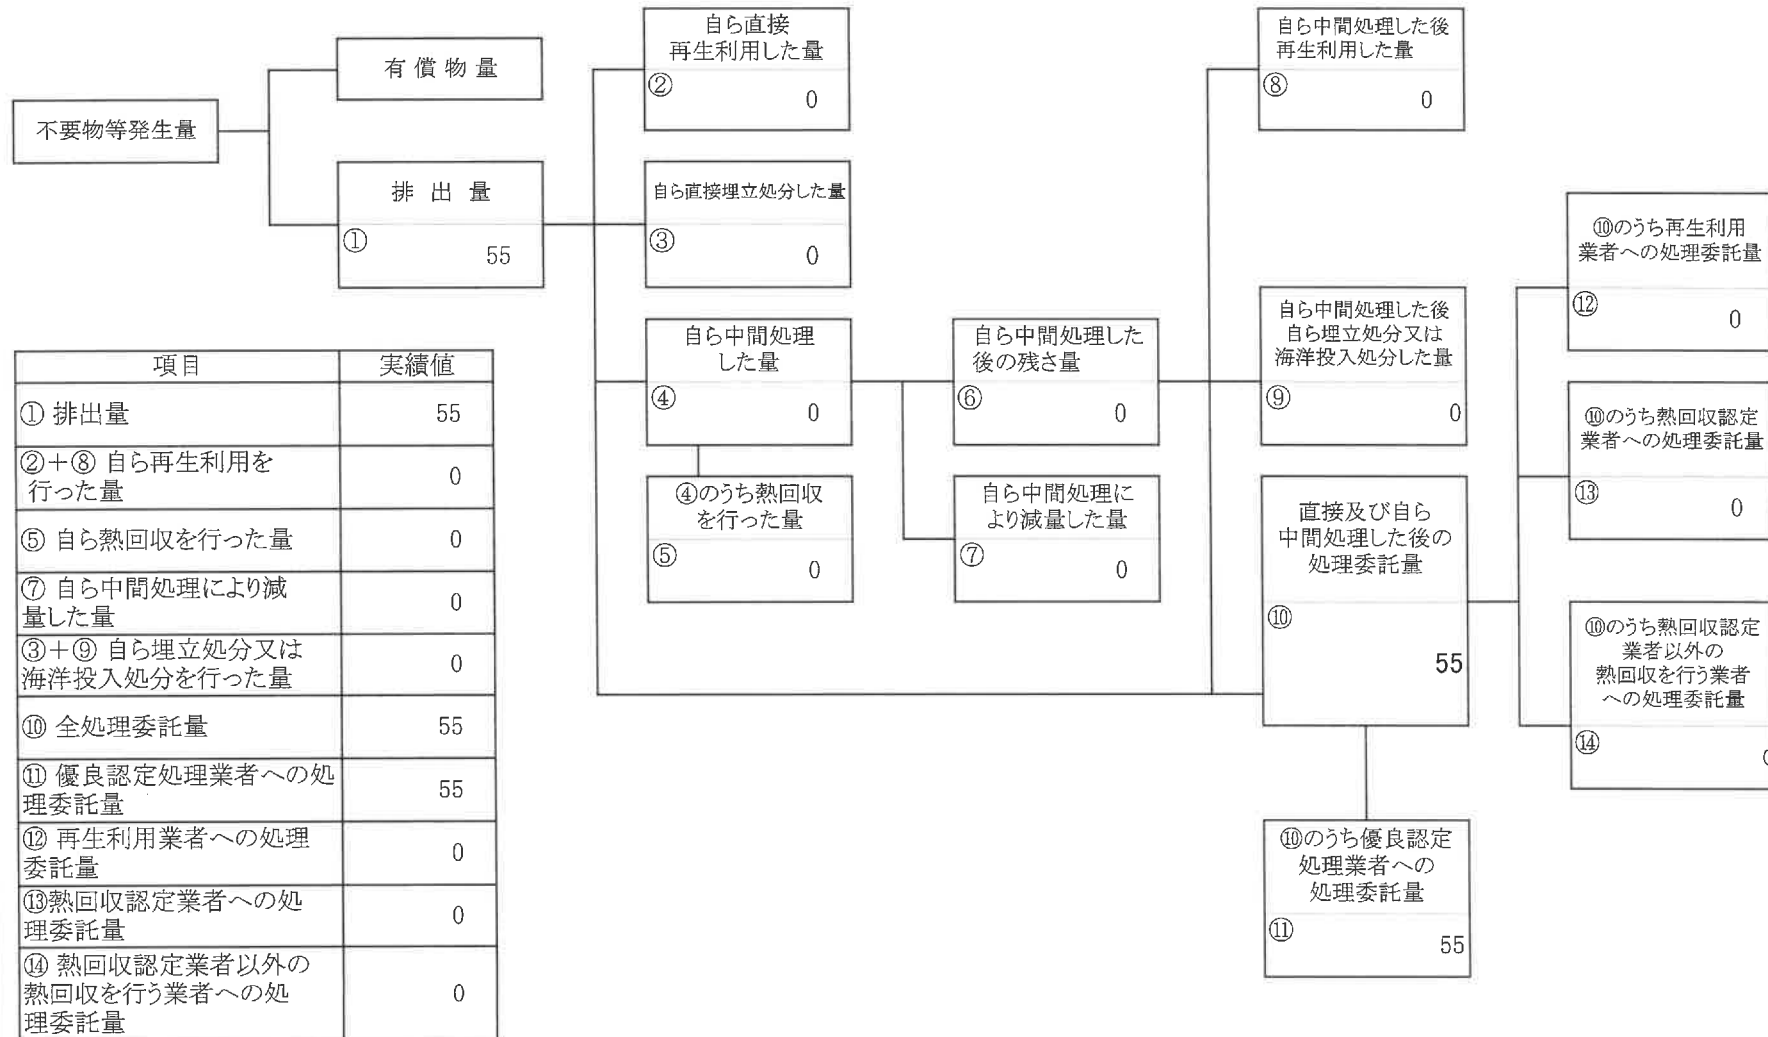 不要物等発生量
有償物量
排出量
①
55
自ら直接
再生利用した量
②
0
自ら直接埋立処分した量
③
0
自ら中間処理
した量
④
0
④のうち熱回収
を行った量
⑤
0
自ら中間処理した
後の残さ量
⑥
0
自ら中間処理に
より減量した量
⑦
0
自ら中間処理した後
再生利用した量
⑧
0
自ら中間処理した後
自ら埋立処分又は
海洋投入処分した量
⑨
0
直接及び自ら
中間処理した後の
処理委託量
⑩
55
⑩のうち優良認定
処理業者への
処理委託量
⑪
55
⑩のうち再生利用
業者への処理委託量
⑫
0
⑩のうち熱回収認定
業者への処理委託量
⑬
0
⑩のうち熱回収認定
業者以外の
熱回収を行う業者
への処理委託量
⑭
項目 実績値
① 排出量 55
②+⑧ 自ら再生利用を
行った量 0
⑤ 自ら熱回収を行った量 0
⑦ 自ら中間処理により減
量した量 0
③+⑨ 自ら埋立処分又は
海洋投入処分を行った量 0
⑩ 全処理委託量 55
⑪ 優良認定処理業者への処
理委託量 55
⑫ 再生利用業者への処理
委託量 0
⑬熱回収認定業者への処
理委託量 0
⑭ 熱回収認定業者以外の
熱回収を行う業者への処
理委託量 0